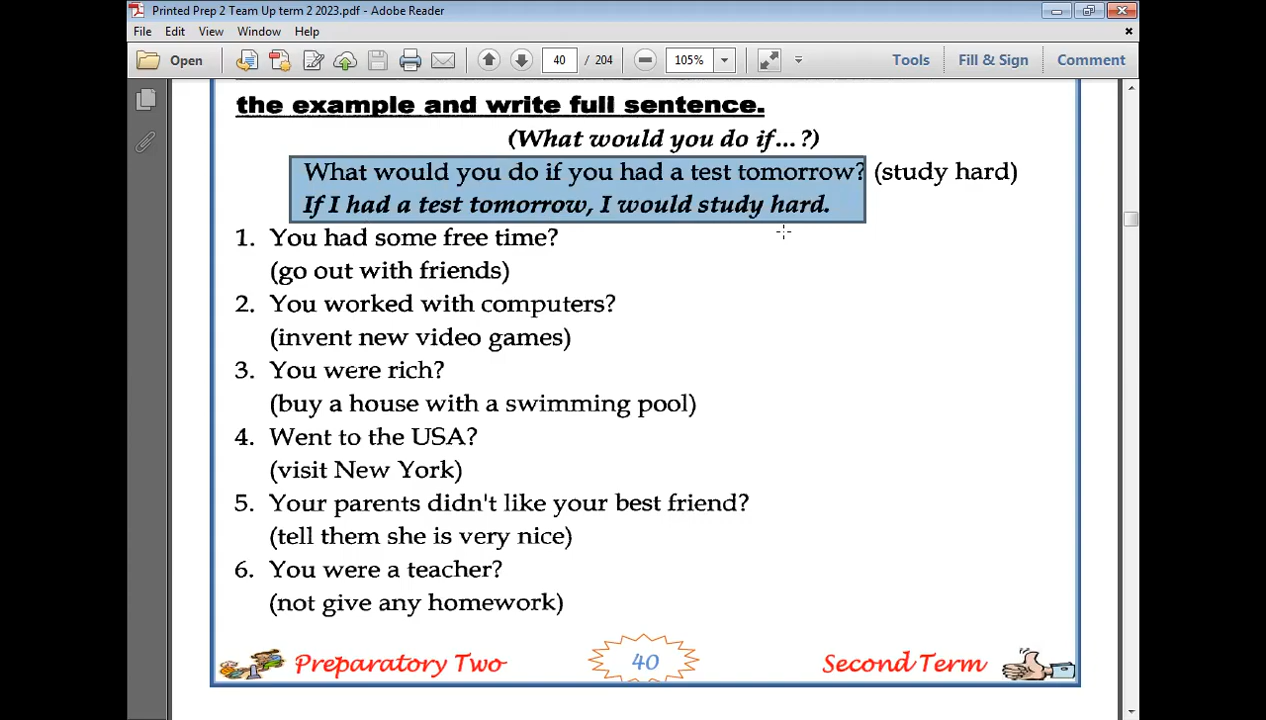 Printed Prep 2 Team Up term 2 2023.pdf - Adobe Reader
File Edit View Window Help
Open 40 / 204 105% Tools Fill & Sign Comment
the example and write full sentence.
(What would you do if...?)
What would you do if you had a test tomorrow? (study hard)
If I had a test tomorrow, I would study hard.
1. You had some free time?
(go out with friends)
2. You worked with computers?
(invent new video games)
3. You were rich?
(buy a house with a swimming pool)
4. Went to the USA?
(visit New York)
5. Your parents didn't like your best friend?
(tell them she is very nice)
6. You were a teacher?
(not give any homework)
Preparatory Two 40 Second Term